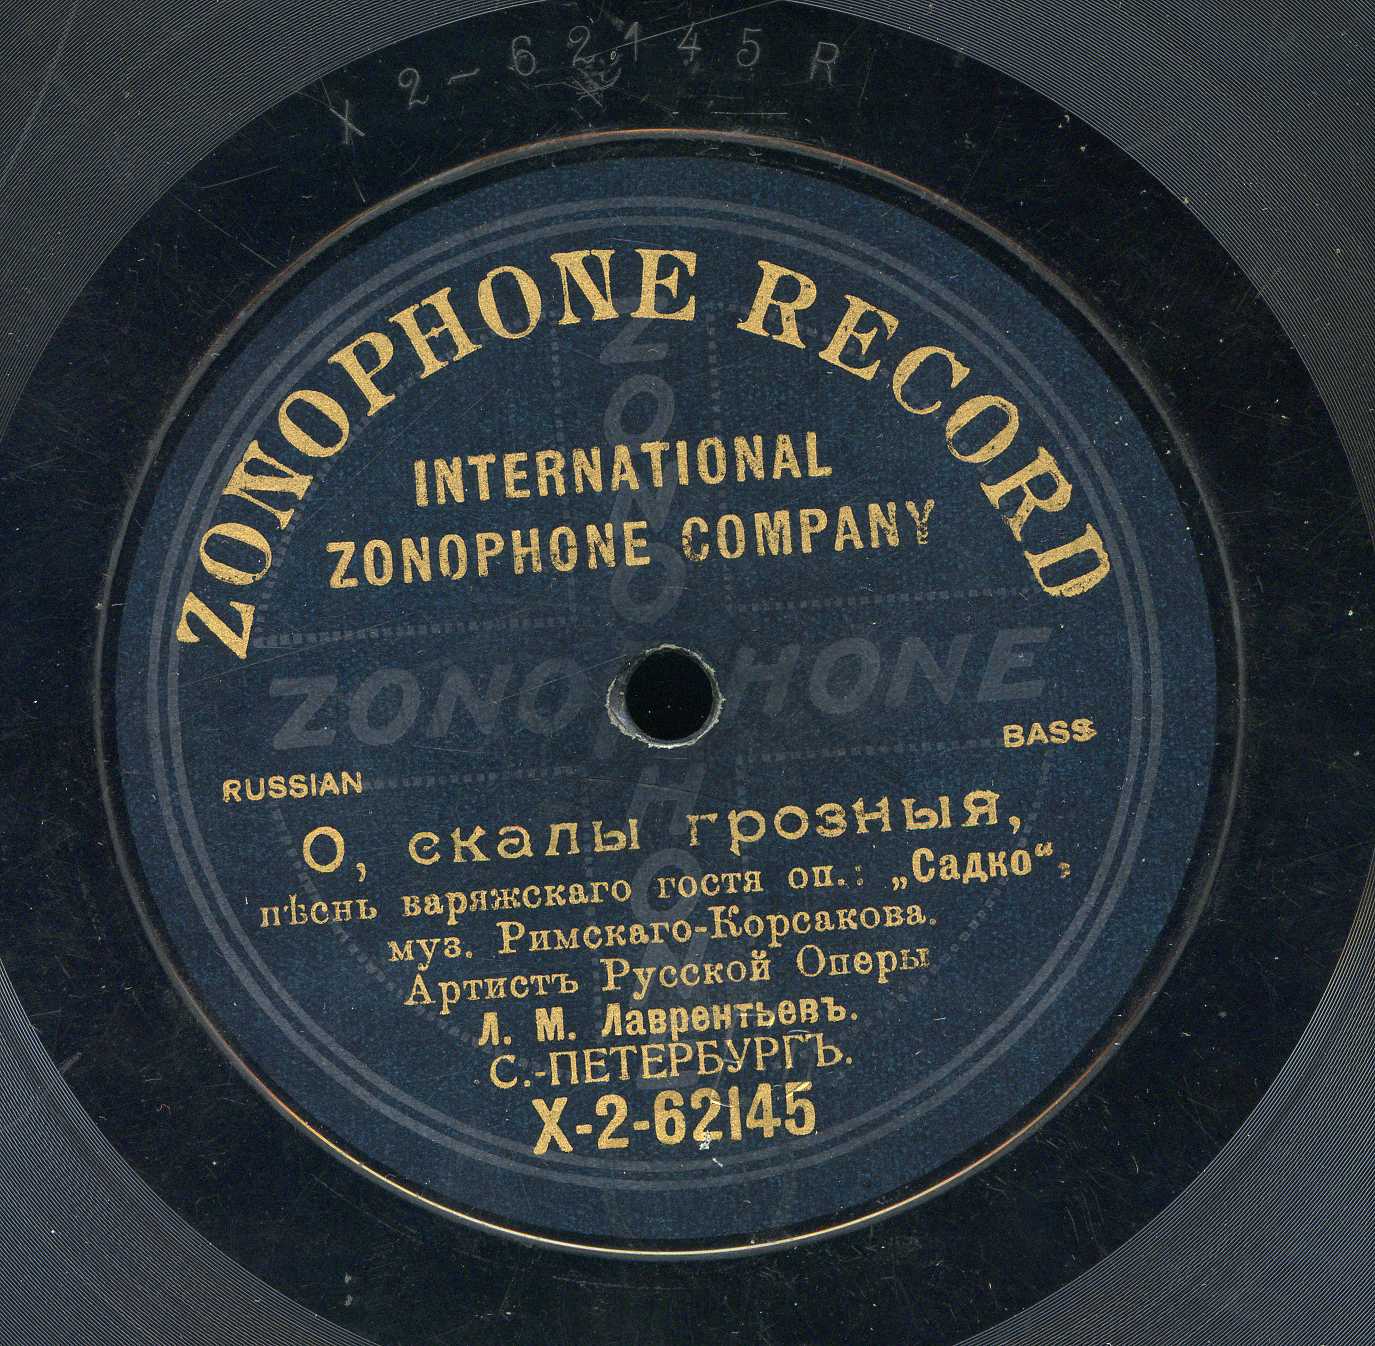 X 2-62145 R
ZONOPHONE RECORD
INTERNATIONAL
ZONOPHONE COMPANY
ZONOPHONE
ZONOPHONE
RUSSIAN
BASS
О, скалы грозныя,
пѣснь варяжскаго гостя оп.: „Садко“,
муз. Римскаго-Корсакова.
Артистъ Русской Оперы
Л. М. Лаврентьевъ.
С.-ПЕТЕРБУРГЪ.
X-2-62145